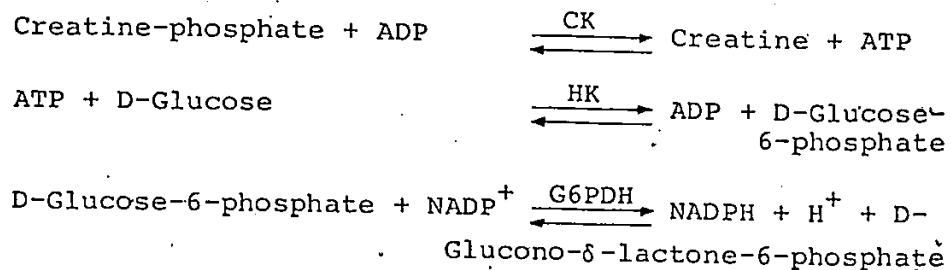 CK
Creatine-phosphate + ADP ⇌ Creatine + ATP
HK
ATP + D-Glucose ⇌ ADP + D-Glucose-
6-phosphate
G6PDH
D-Glucose-6-phosphate + NADP⁺ ⇌ NADPH + H⁺ + D-
Glucono-δ-lactone-6-phosphate